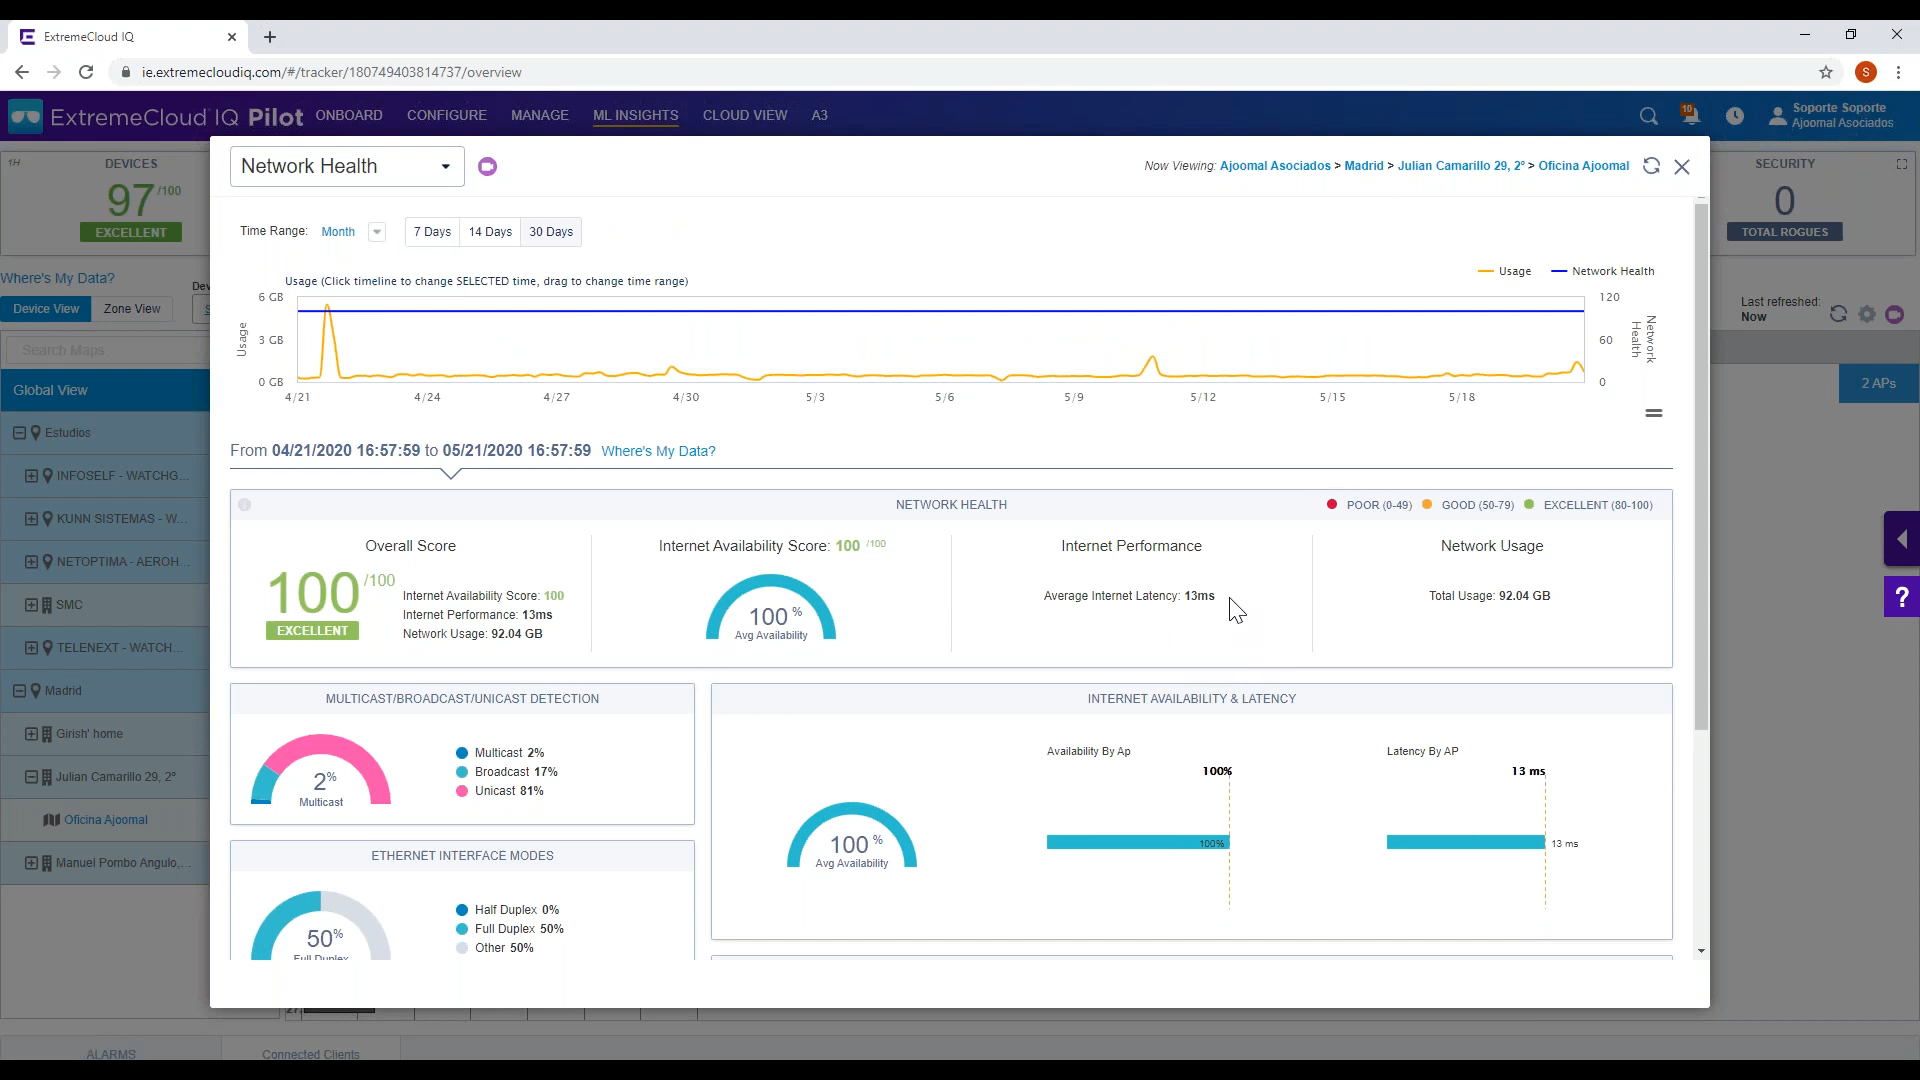 ExtremeCloud IQ
ie.extremecloudiq.com/#/tracker/180749403814737/overview
S
ExtremeCloud IQ Pilot ONBOARD CONFIGURE MANAGE ML INSIGHTS CLOUD VIEW A3
10
Soporte Soporte
Ajoomal Asociados
1H
DEVICES
97/100
EXCELLENT
Network Health
Now Viewing: Ajoomal Asociados > Madrid > Julian Camarillo 29, 2º > Oficina Ajoomal
SECURITY
0
TOTAL ROGUES
Time Range: Month 7 Days 14 Days 30 Days
Where's My Data?
Device View Zone View
Last refreshed:
Now
Search Maps
Global View
2 APs
Estudios
INFOSELF - WATCHG...
KUNN SISTEMAS - W...
NETOPTIMA - AEROH...
SMC
TELENEXT - WATCH...
Madrid
Girish' home
Julian Camarillo 29, 2º
Oficina Ajoomal
Manuel Pombo Angulo,...
Usage (Click timeline to change SELECTED time, drag to change time range)
Usage Network Health
6 GB
3 GB
0 GB
Usage
120
60
0
Network Health
4/21 4/24 4/27 4/30 5/3 5/6 5/9 5/12 5/15 5/18
From 04/21/2020 16:57:59 to 05/21/2020 16:57:59 Where's My Data?
NETWORK HEALTH
POOR (0-49) GOOD (50-79) EXCELLENT (80-100)
Overall Score
100/100
EXCELLENT
Internet Availability Score: 100
Internet Performance: 13ms
Network Usage: 92.04 GB
Internet Availability Score: 100 /100
100 %
Avg Availability
Internet Performance
Average Internet Latency: 13ms
Network Usage
Total Usage: 92.04 GB
?
MULTICAST/BROADCAST/UNICAST DETECTION
2%
Multicast
Multicast 2%
Broadcast 17%
Unicast 81%
INTERNET AVAILABILITY & LATENCY
100 %
Avg Availability
Availability By Ap
100%
100%
Latency By AP
13 ms
13 ms
ETHERNET INTERFACE MODES
50%
Full Duplex
Half Duplex 0%
Full Duplex 50%
Other 50%
ALARMS
Connected Clients